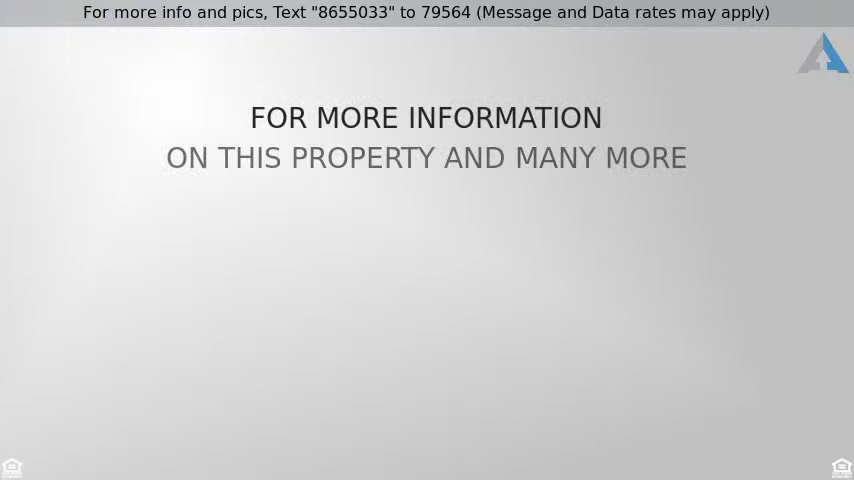 For more info and pics, Text "8655033" to 79564 (Message and Data rates may apply)
FOR MORE INFORMATION
ON THIS PROPERTY AND MANY MORE